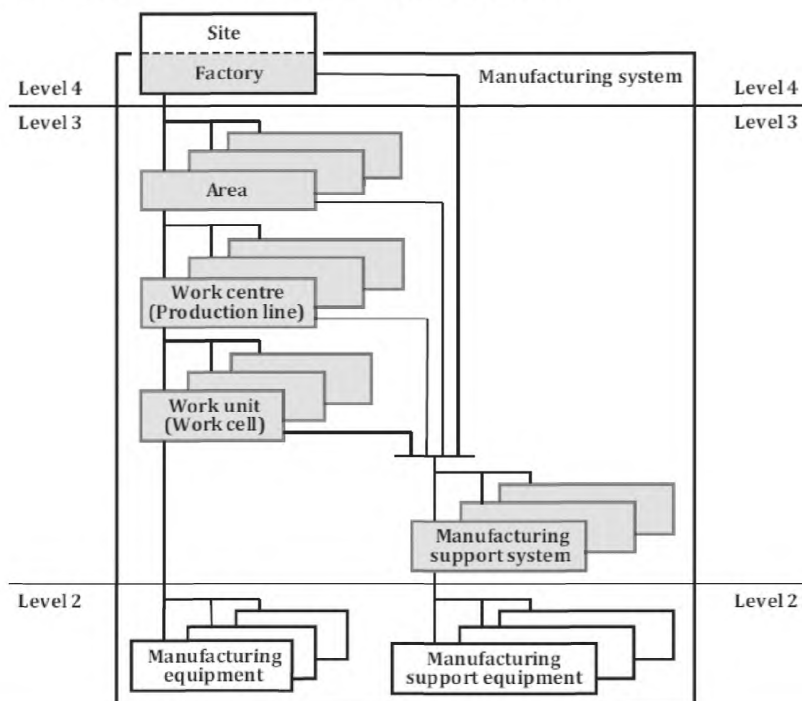 Site
Factory
Manufacturing system
Level 4
Level 4
Level 3
Level 3
Area
Work centre
(Production line)
Work unit
(Work cell)
Manufacturing
support system
Level 2
Level 2
Manufacturing
equipment
Manufacturing
support equipment